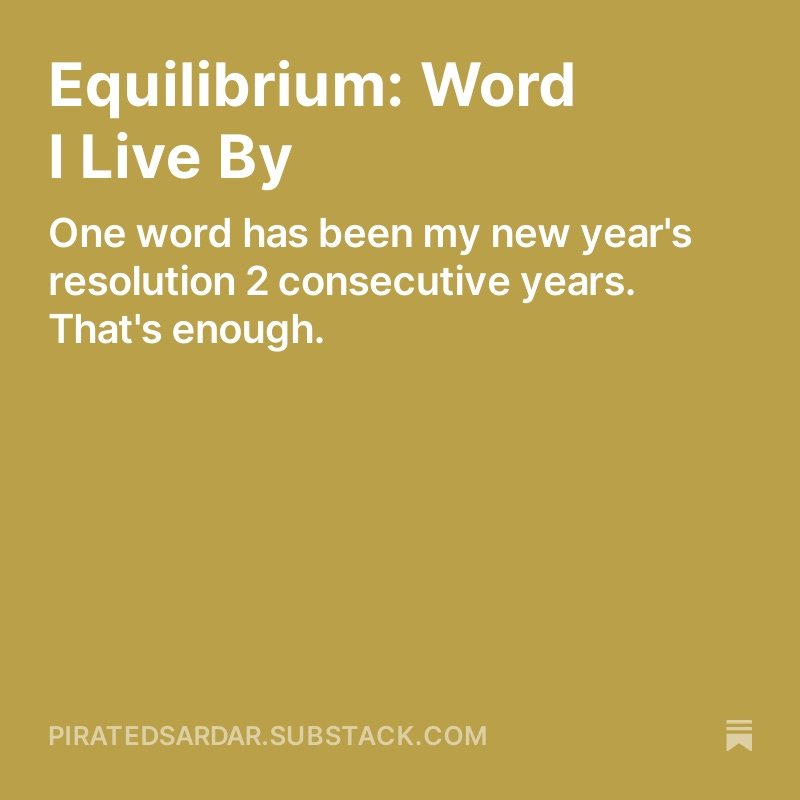 Equilibrium: Word
I Live By
One word has been my new year's
resolution 2 consecutive years.
That's enough.
PIRATEDSARDAR.SUBSTACK.COM